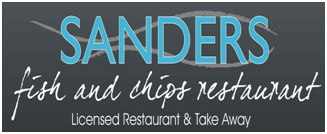 SANDERS
fish and chips restaurant
Licensed Restaurant & Take Away